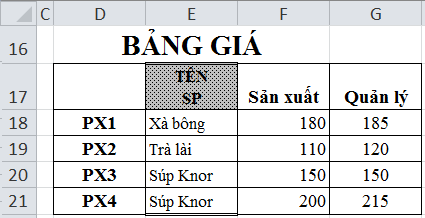 C D E F G
16 BẢNG GIÁ
17 TÊN SP Sản xuất Quản lý
18 PX1 Xà bông 180 185
19 PX2 Trà lài 110 120
20 PX3 Súp Knor 150 150
21 PX4 Súp Knor 200 215